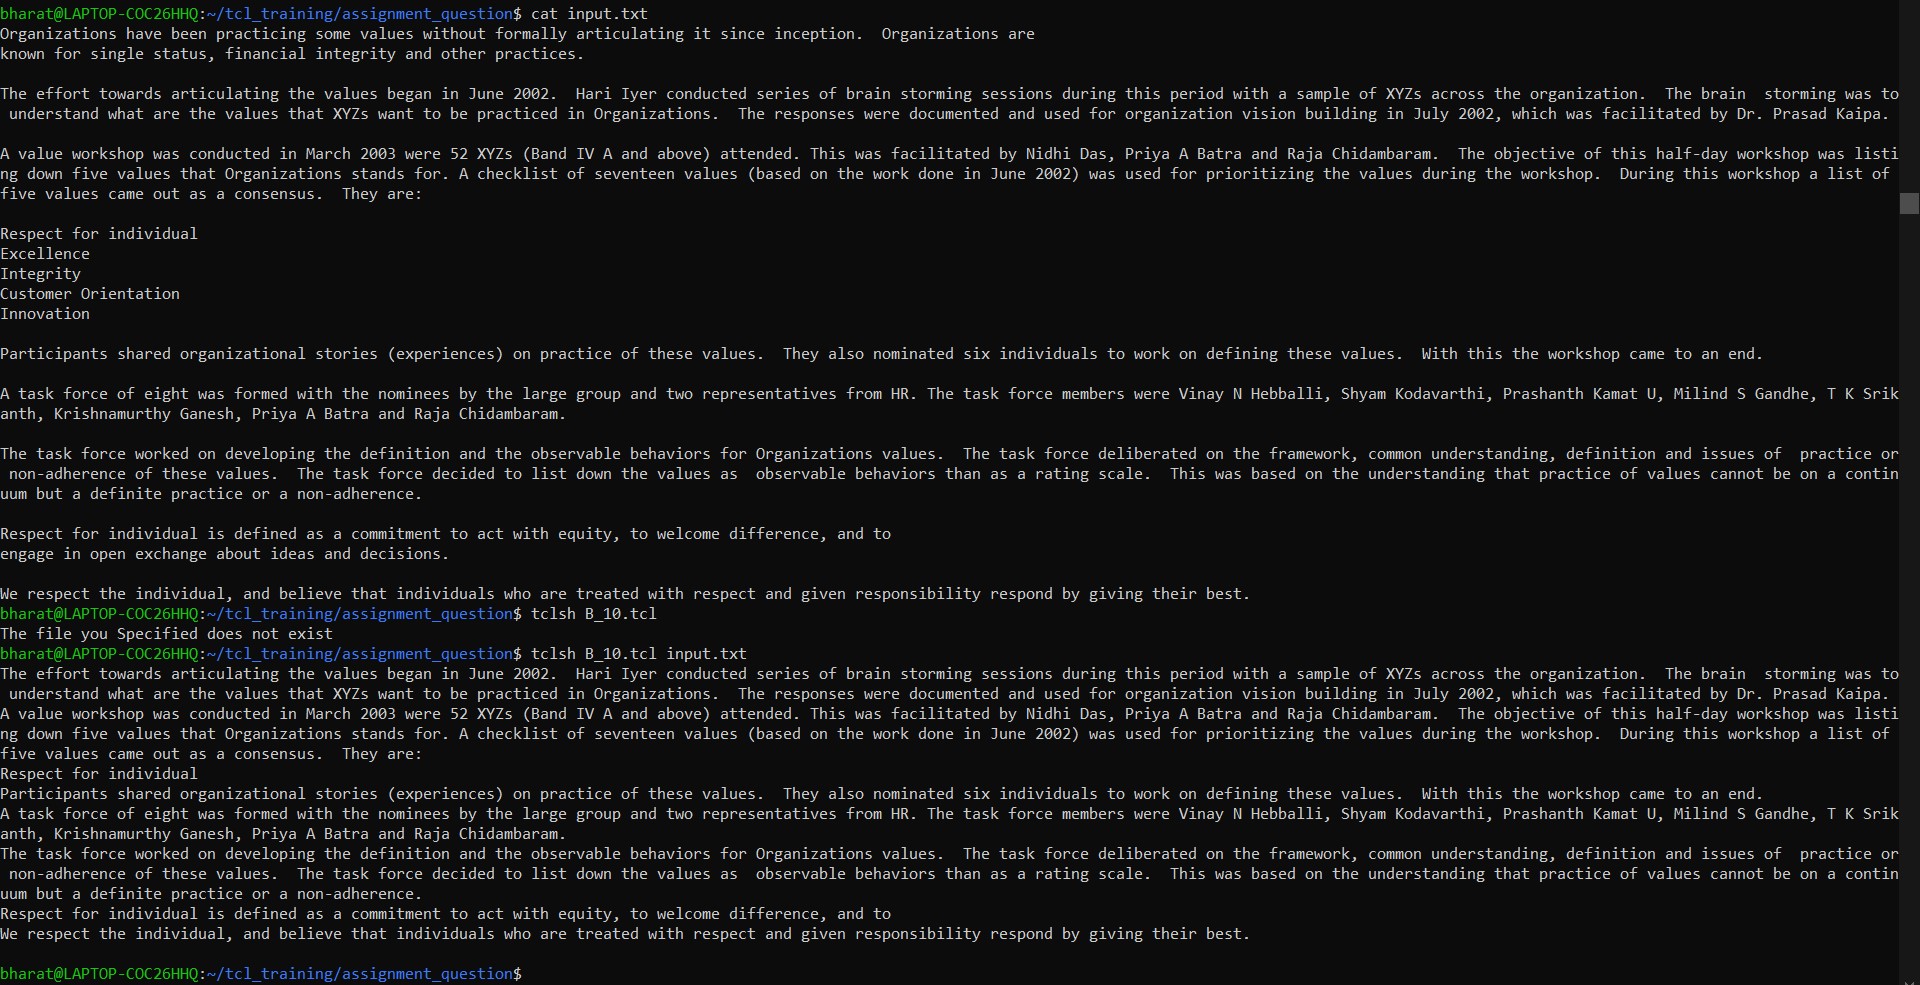 bharat@LAPTOP-COC26HHQ:~/tcl_training/assignment_question$ cat input.txt
Organizations have been practicing some values without formally articulating it since inception.  Organizations are
known for single status, financial integrity and other practices.

The effort towards articulating the values began in June 2002.  Hari Iyer conducted series of brain storming sessions during this period with a sample of XYZs across the organization.  The brain  storming was to
 understand what are the values that XYZs want to be practiced in Organizations.  The responses were documented and used for organization vision building in July 2002, which was facilitated by Dr. Prasad Kaipa.

A value workshop was conducted in March 2003 were 52 XYZs (Band IV A and above) attended. This was facilitated by Nidhi Das, Priya A Batra and Raja Chidambaram.  The objective of this half-day workshop was listi
ng down five values that Organizations stands for. A checklist of seventeen values (based on the work done in June 2002) was used for prioritizing the values during the workshop.  During this workshop a list of
five values came out as a consensus.  They are:

Respect for individual
Excellence
Integrity
Customer Orientation
Innovation

Participants shared organizational stories (experiences) on practice of these values.  They also nominated six individuals to work on defining these values.  With this the workshop came to an end.

A task force of eight was formed with the nominees by the large group and two representatives from HR. The task force members were Vinay N Hebballi, Shyam Kodavarthi, Prashanth Kamat U, Milind S Gandhe, T K Srik
anth, Krishnamurthy Ganesh, Priya A Batra and Raja Chidambaram.

The task force worked on developing the definition and the observable behaviors for Organizations values.  The task force deliberated on the framework, common understanding, definition and issues of  practice or
 non-adherence of these values.  The task force decided to list down the values as  observable behaviors than as a rating scale.  This was based on the understanding that practice of values cannot be on a contin
uum but a definite practice or a non-adherence.

Respect for individual is defined as a commitment to act with equity, to welcome difference, and to
engage in open exchange about ideas and decisions.

We respect the individual, and believe that individuals who are treated with respect and given responsibility respond by giving their best.
bharat@LAPTOP-COC26HHQ:~/tcl_training/assignment_question$ tclsh B_10.tcl
The file you Specified does not exist
bharat@LAPTOP-COC26HHQ:~/tcl_training/assignment_question$ tclsh B_10.tcl input.txt
The effort towards articulating the values began in June 2002.  Hari Iyer conducted series of brain storming sessions during this period with a sample of XYZs across the organization.  The brain  storming was to
 understand what are the values that XYZs want to be practiced in Organizations.  The responses were documented and used for organization vision building in July 2002, which was facilitated by Dr. Prasad Kaipa.
A value workshop was conducted in March 2003 were 52 XYZs (Band IV A and above) attended. This was facilitated by Nidhi Das, Priya A Batra and Raja Chidambaram.  The objective of this half-day workshop was listi
ng down five values that Organizations stands for. A checklist of seventeen values (based on the work done in June 2002) was used for prioritizing the values during the workshop.  During this workshop a list of
five values came out as a consensus.  They are:
Respect for individual
Participants shared organizational stories (experiences) on practice of these values.  They also nominated six individuals to work on defining these values.  With this the workshop came to an end.
A task force of eight was formed with the nominees by the large group and two representatives from HR. The task force members were Vinay N Hebballi, Shyam Kodavarthi, Prashanth Kamat U, Milind S Gandhe, T K Srik
anth, Krishnamurthy Ganesh, Priya A Batra and Raja Chidambaram.
The task force worked on developing the definition and the observable behaviors for Organizations values.  The task force deliberated on the framework, common understanding, definition and issues of  practice or
 non-adherence of these values.  The task force decided to list down the values as  observable behaviors than as a rating scale.  This was based on the understanding that practice of values cannot be on a contin
uum but a definite practice or a non-adherence.
Respect for individual is defined as a commitment to act with equity, to welcome difference, and to
We respect the individual, and believe that individuals who are treated with respect and given responsibility respond by giving their best.

bharat@LAPTOP-COC26HHQ:~/tcl_training/assignment_question$